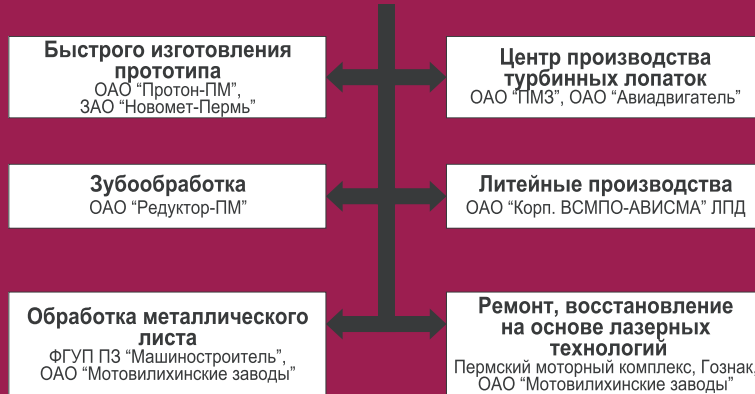 Быстрого изготовления
прототипа
ОАО “Протон-ПМ”,
ЗАО “Новомет-Пермь”
Центр производства
турбинных лопаток
ОАО “ПМЗ”, ОАО “Авиадвигатель”
Зубообработка
ОАО “Редуктор-ПМ”
Литейные производства
ОАО “Корп. ВСМПО-АВИСМА” ЛПД
Обработка металлического
листа
ФГУП ПЗ “Машиностроитель”,
ОАО “Мотовилихинские заводы”
Ремонт, восстановление
на основе лазерных
технологий
Пермский моторный комплекс, Гознак,
ОАО “Мотовилихинские заводы”